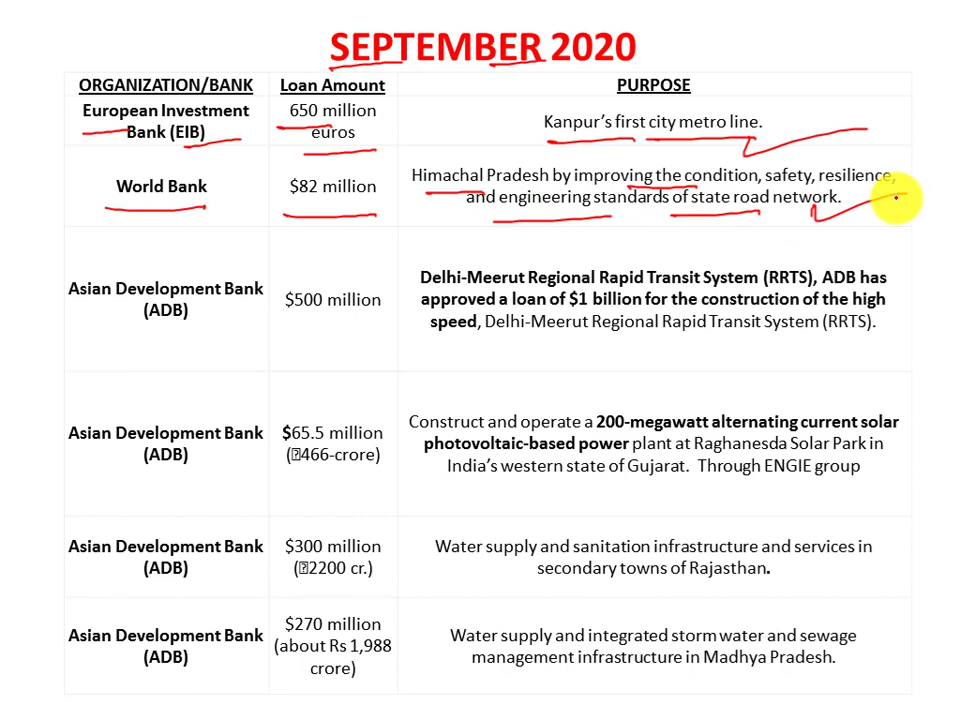 SEPTEMBER 2020
ORGANIZATION/BANK Loan Amount PURPOSE
European Investment
Bank (EIB)
650 million
euros
Kanpur's first city metro line.
World Bank
$82 million
Himachal Pradesh by improving the condition, safety, resilience,
and engineering standards of state road network.
Asian Development Bank
(ADB)
$500 million
Delhi-Meerut Regional Rapid Transit System (RRTS), ADB has
approved a loan of $1 billion for the construction of the high
speed, Delhi-Meerut Regional Rapid Transit System (RRTS).
Asian Development Bank
(ADB)
$65.5 million
(⍰466-crore)
Construct and operate a 200-megawatt alternating current solar
photovoltaic-based power plant at Raghanesda Solar Park in
India's western state of Gujarat. Through ENGIE group
Asian Development Bank
(ADB)
$300 million
(⍰2200 cr.)
Water supply and sanitation infrastructure and services in
secondary towns of Rajasthan.
Asian Development Bank
(ADB)
$270 million
(about Rs 1,988
crore)
Water supply and integrated storm water and sewage
management infrastructure in Madhya Pradesh.